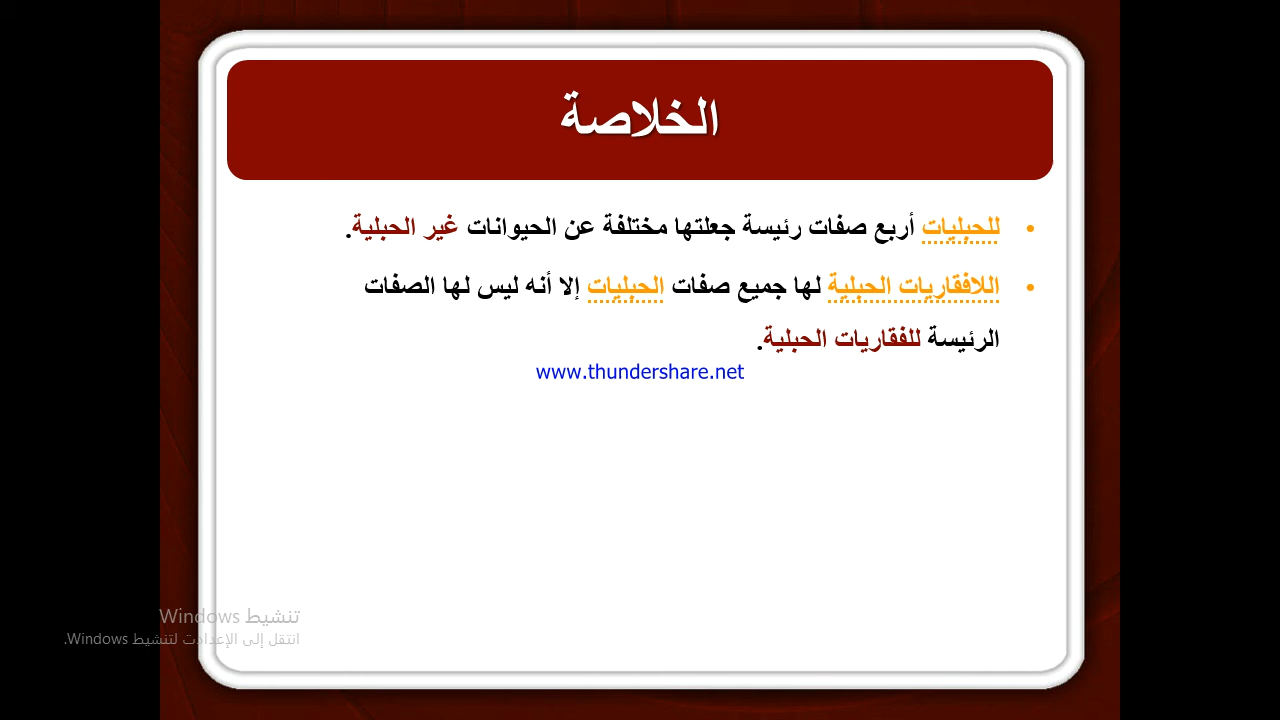 الخلاصة
• للحبليات أربع صفات رئيسة جعلتها مختلفة عن الحيوانات غير الحبلية.
• اللافقاريات الحبلية لها جميع صفات الحبليات إلا أنه ليس لها الصفات
الرئيسة للفقاريات الحبلية.
www.thundershare.net
تنشيط Windows
انتقل إلى الإعدادت لتنشيط Windows.